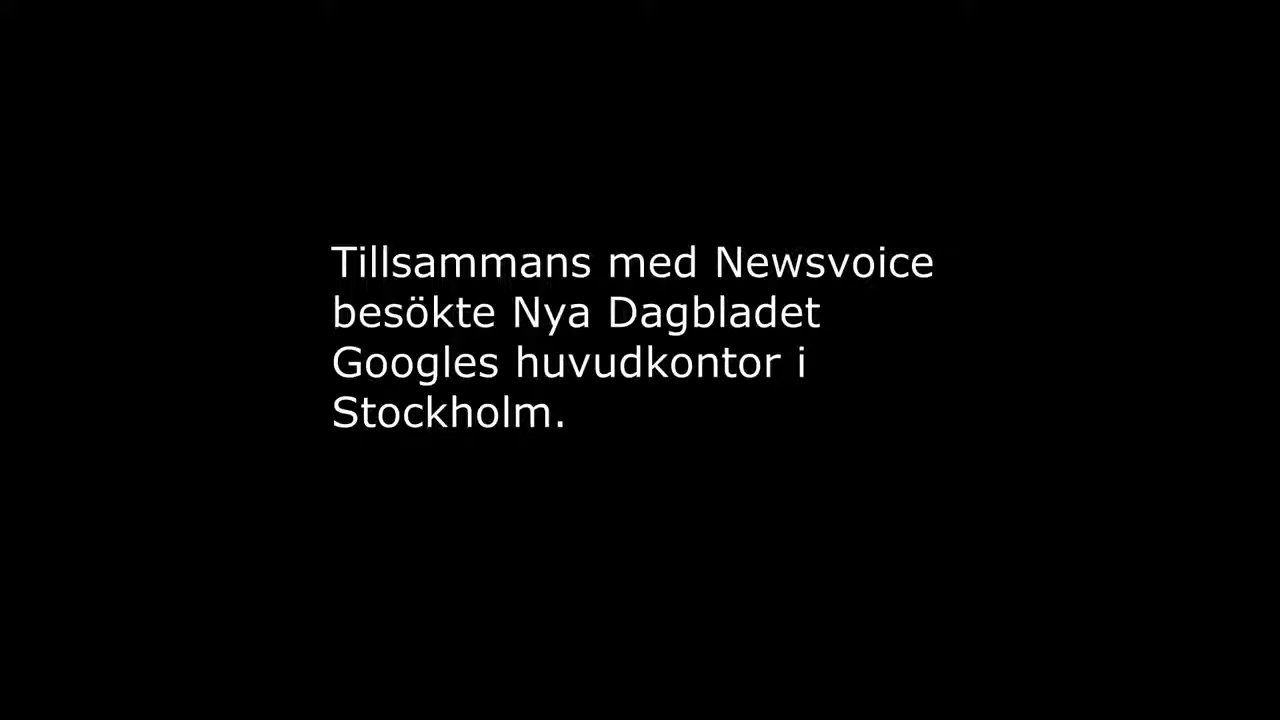 Tillsammans med Newsvoice
besökte Nya Dagbladet
Googles huvudkontor i
Stockholm.